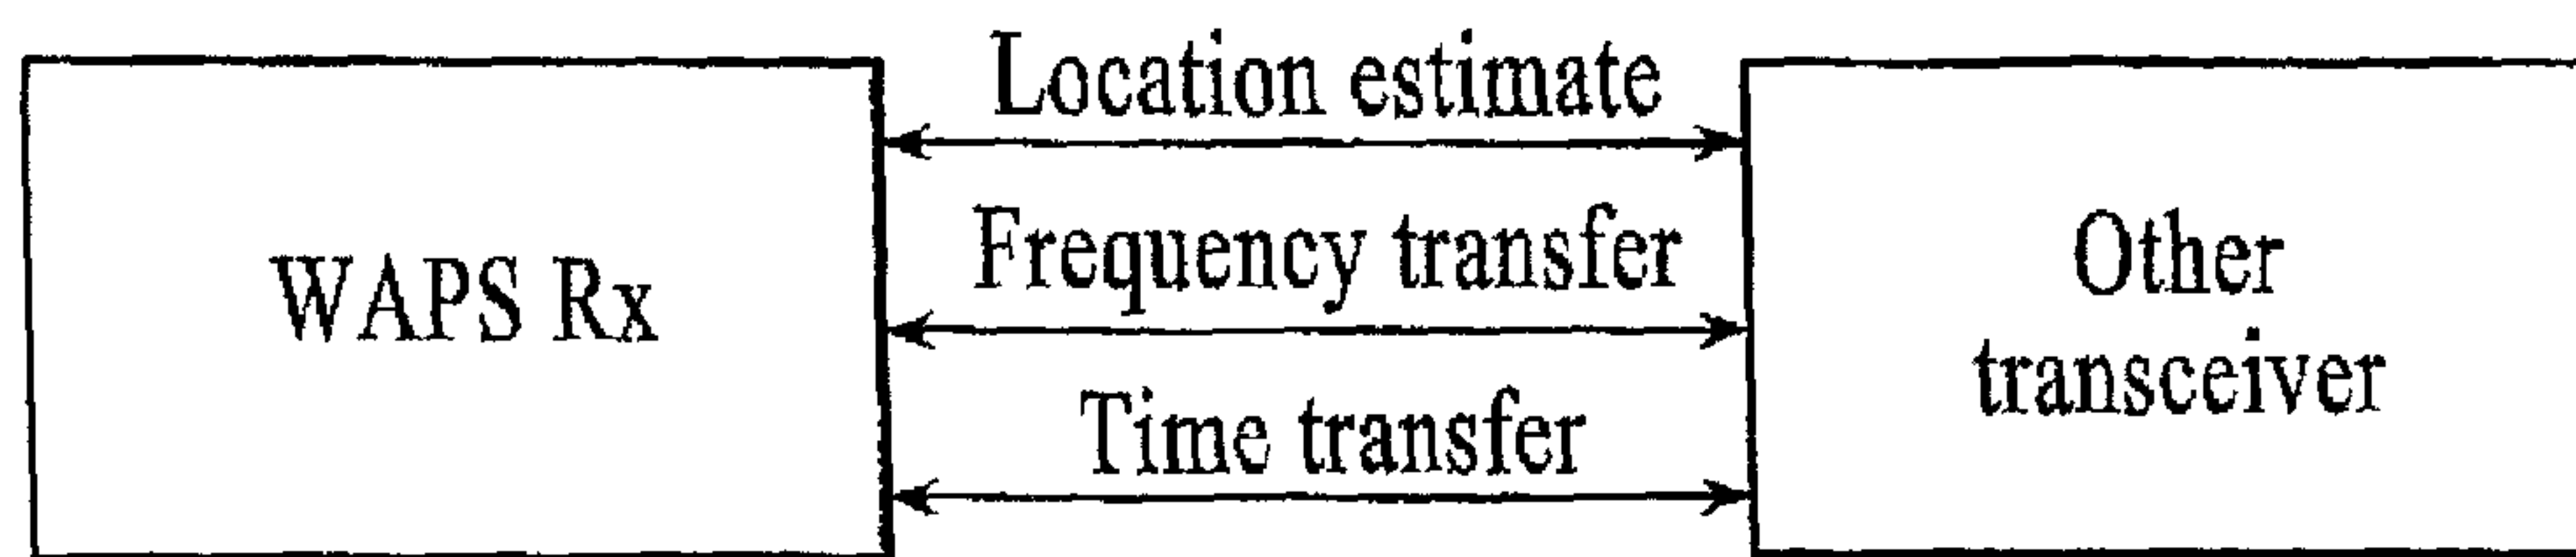 WAPS Rx
Location estimate
Frequency transfer
Time transfer
Other
transceiver